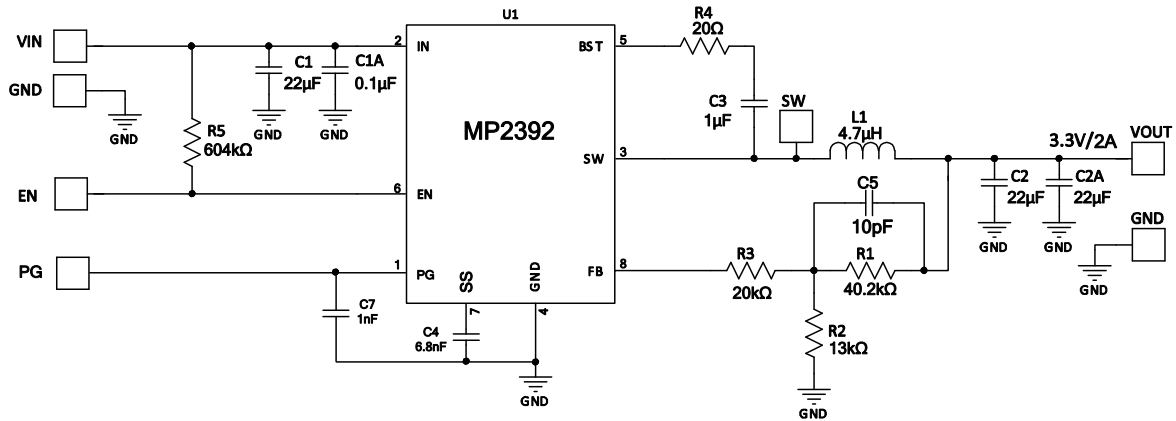 U1
MP2392
VIN
GND
GND
EN
PG
R5
604kΩ
C1
22µF
GND
C1A
0.1µF
GND
2
IN
6
EN
1
PG
SS
7
GND
4
BST
5
SW
3
FB
8
C7
1nF
C4
6.8nF
GND
R4
20Ω
C3
1µF
SW
L1
4.7µH
C5
10pF
R3
20kΩ
R1
40.2kΩ
R2
13kΩ
GND
3.3V/2A
VOUT
C2
22µF
GND
C2A
22µF
GND
GND
GND